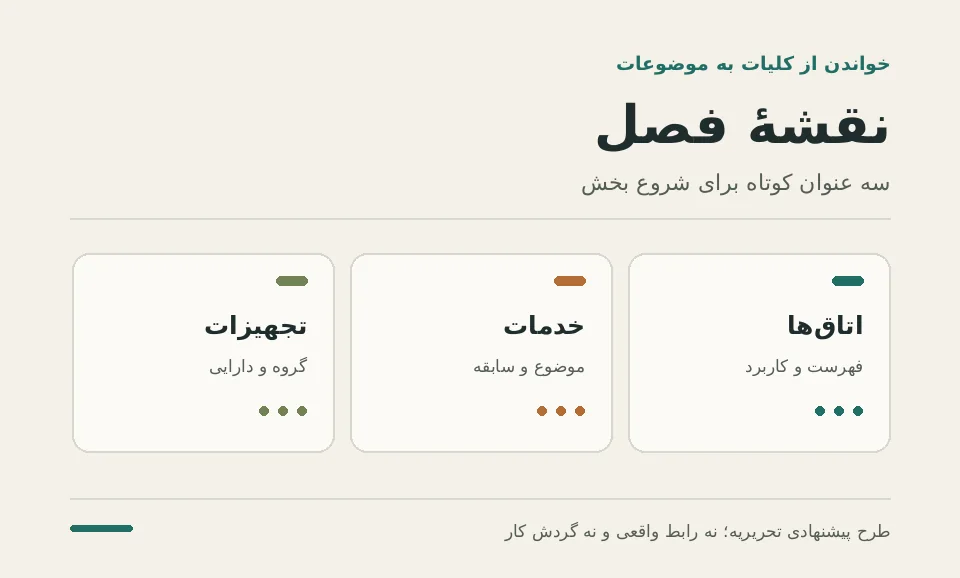 خواندن از کلیات به موضوعات
نقشهٔ فصل
سه عنوان کوتاه برای شروع بخش
اتاق‌ها
فهرست و کاربرد
خدمات
موضوع و سابقه
تجهیزات
گروه و دارایی
طرح پیشنهادی تحریریه؛ نه رابط واقعی و نه گردش کار